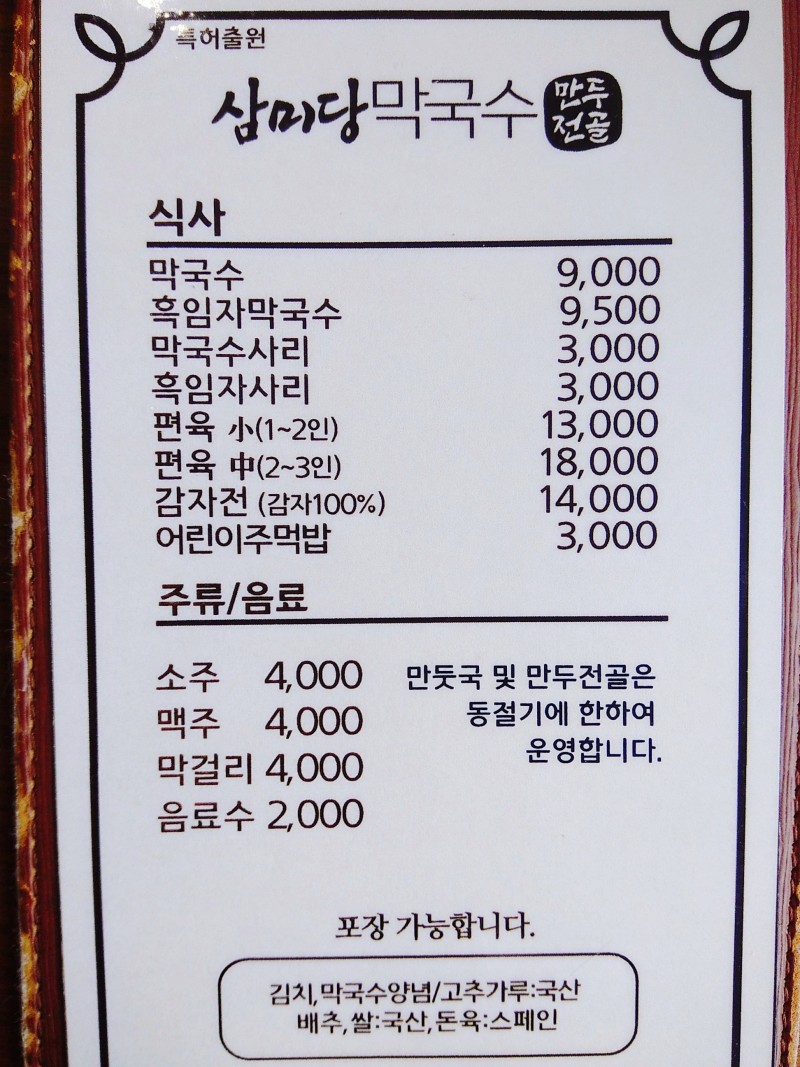 특허출원
삼미당막국수 만두
전골
식사
막국수 9,000
흑임자막국수 9,500
막국수사리 3,000
흑임자사리 3,000
편육 小(1~2인) 13,000
편육 中(2~3인) 18,000
감자전 (감자100%) 14,000
어린이주먹밥 3,000
주류/음료
소주 4,000
맥주 4,000
막걸리 4,000
음료수 2,000
만둣국 및 만두전골은
동절기에 한하여
운영합니다.
포장 가능합니다.
김치,막국수양념/고추가루:국산
배추,쌀:국산,돈육:스페인